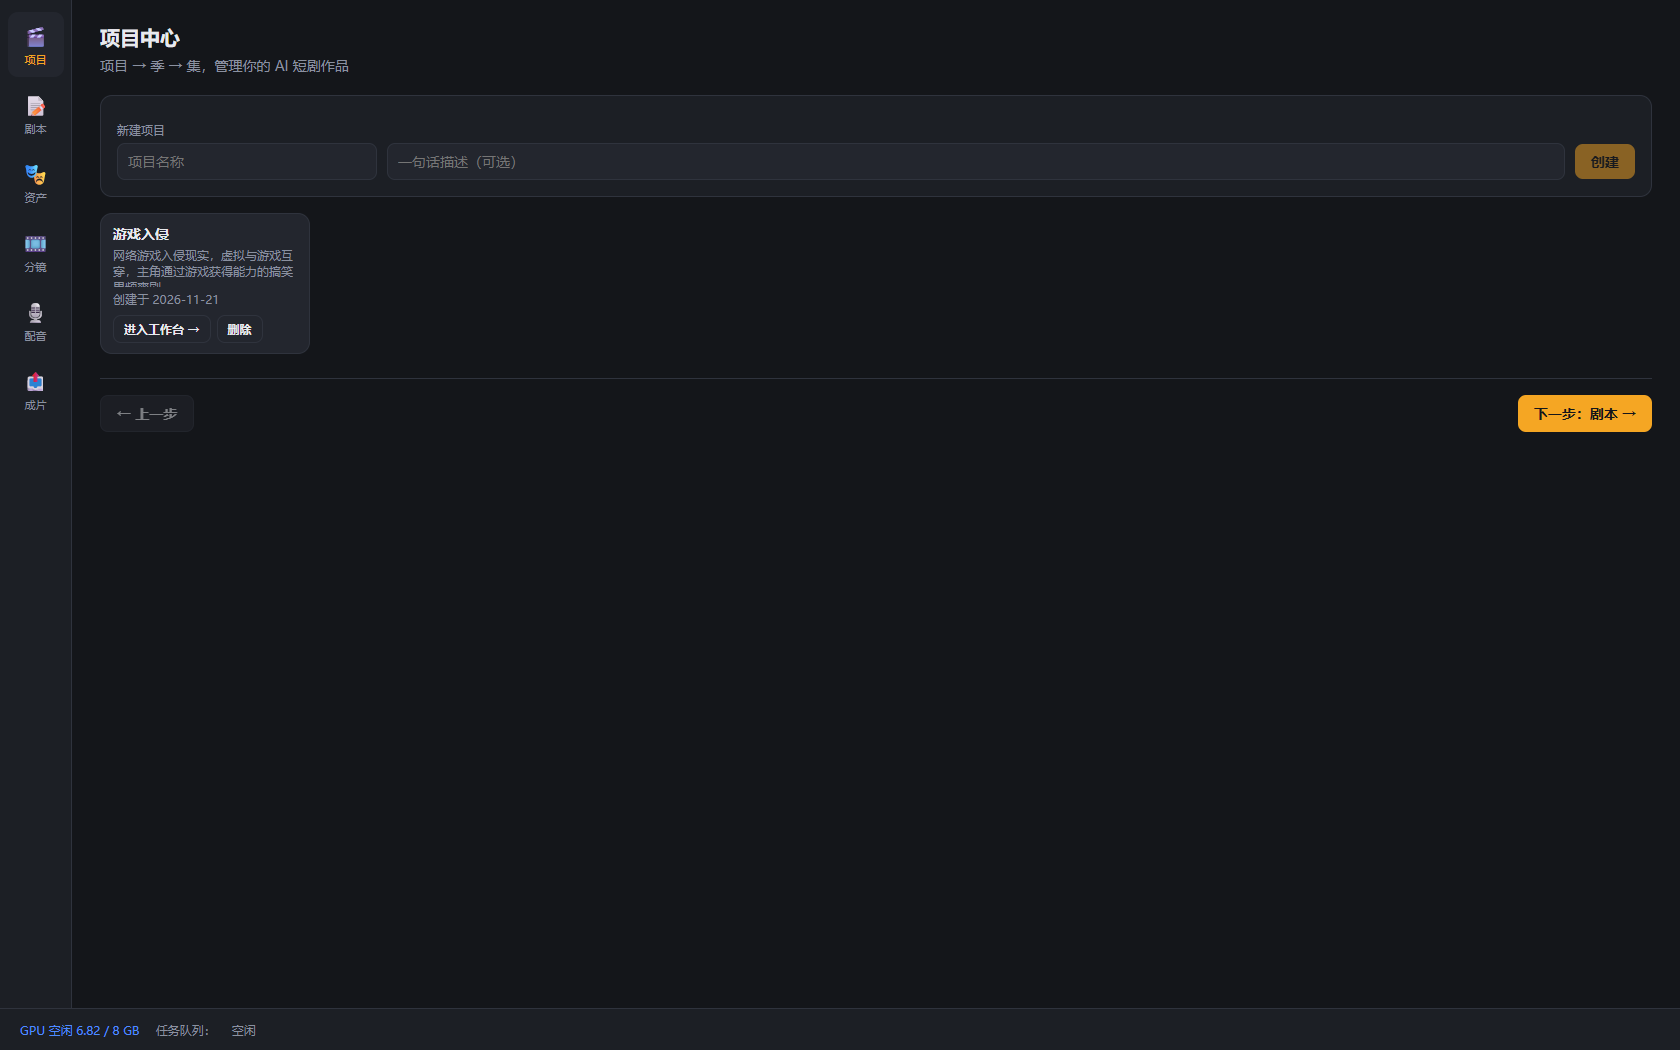 项目
剧本
资产
分镜
配音
成片
项目中心
项目 → 季 → 集，管理你的 AI 短剧作品
新建项目
项目名称
一句话描述（可选）
创建
游戏入侵
网络游戏入侵现实，虚拟与游戏互
穿，主角通过游戏获得能力的搞笑
创建于 2026-11-21
进入工作台 →
删除
← 上一步
下一步：剧本 →
GPU 空闲 6.82 / 8 GB
任务队列：
空闲